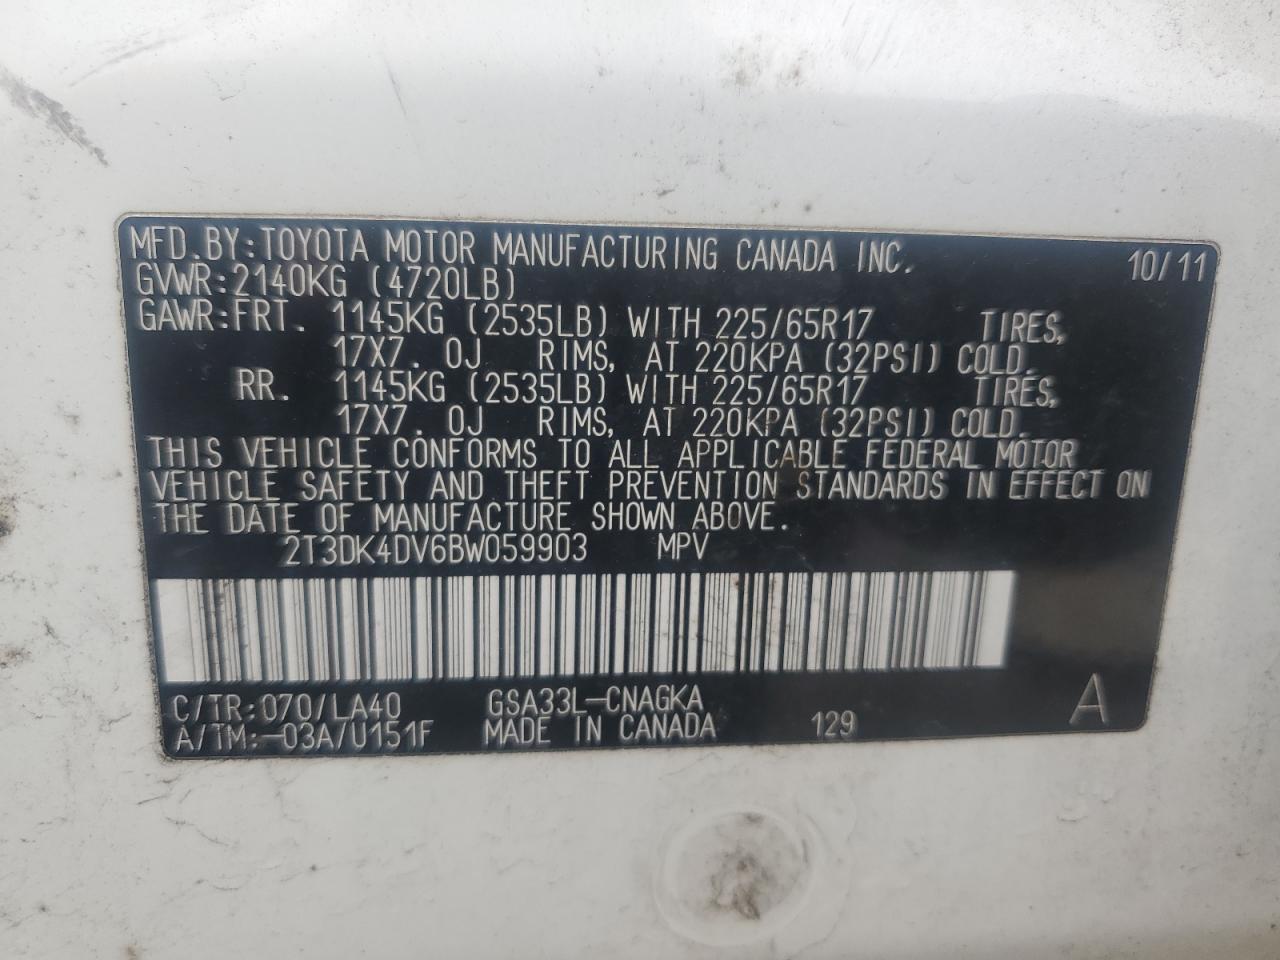 MFD.BY:TOYOTA MOTOR MANUFACTURING CANADA INC. 10/11
GVWR:2140KG (4720LB)
GAWR:FRT. 1145KG (2535LB) WITH 225/65R17 TIRES,
17X7.0J RIMS, AT 220KPA (32PSI) COLD.
RR. 1145KG (2535LB) WITH 225/65R17 TIRES,
17X7.0J RIMS, AT 220KPA (32PSI) COLD.
THIS VEHICLE CONFORMS TO ALL APPLICABLE FEDERAL MOTOR
VEHICLE SAFETY AND THEFT PREVENTION STANDARDS IN EFFECT ON
THE DATE OF MANUFACTURE SHOWN ABOVE.
2T3DK4DV6BW059903 MPV
C/TR:070/LA40 GSA33L-CNAGKA A
A/TM:-03A/U151F MADE IN CANADA 129